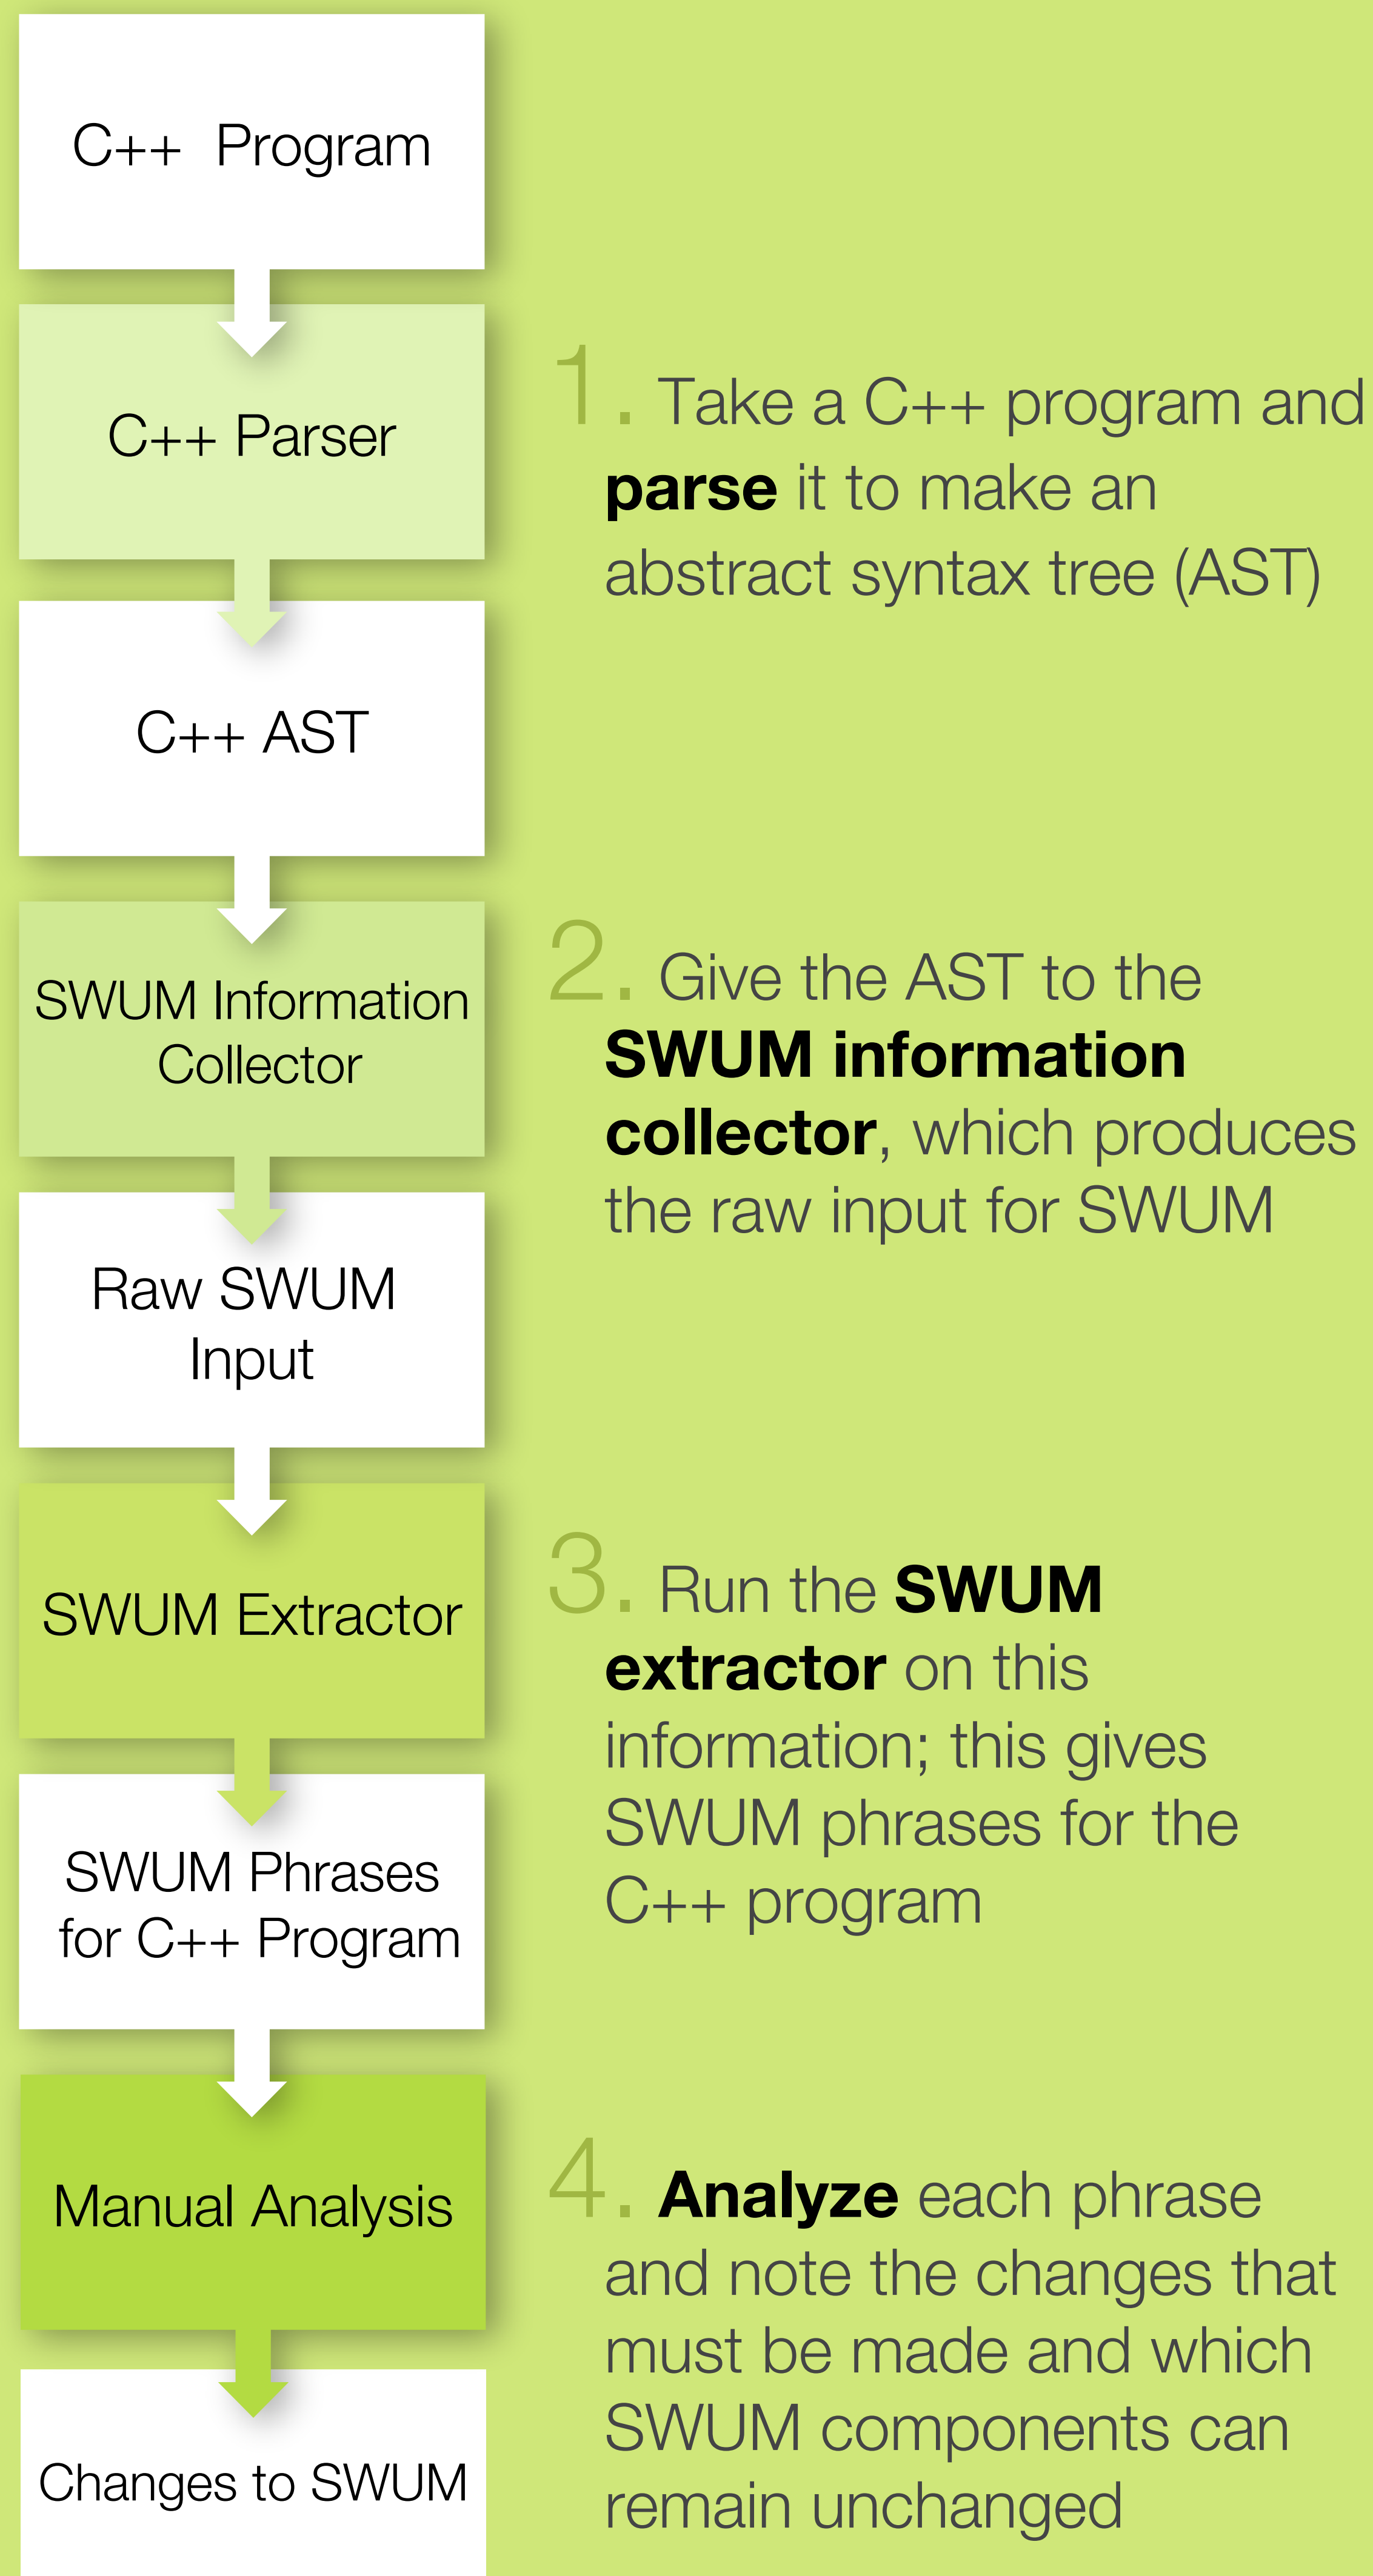 C++ Program
C++ Parser
1. Take a C++ program and
parse it to make an
abstract syntax tree (AST)
C++ AST
SWUM Information
Collector
2. Give the AST to the
SWUM information
collector, which produces
the raw input for SWUM
Raw SWUM
Input
SWUM Extractor
3. Run the SWUM
extractor on this
information; this gives
SWUM phrases for the
C++ program
SWUM Phrases
for C++ Program
Manual Analysis
4. Analyze each phrase
and note the changes that
must be made and which
SWUM components can
remain unchanged
Changes to SWUM